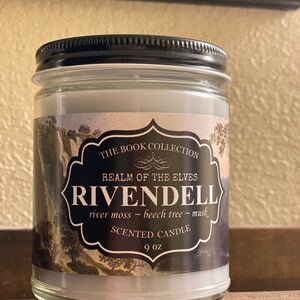 THE BOOK COLLECTION
REALM OF THE ELVES
RIVENDELL
river moss ~ beech tree ~ musk
SCENTED CANDLE
9 oz